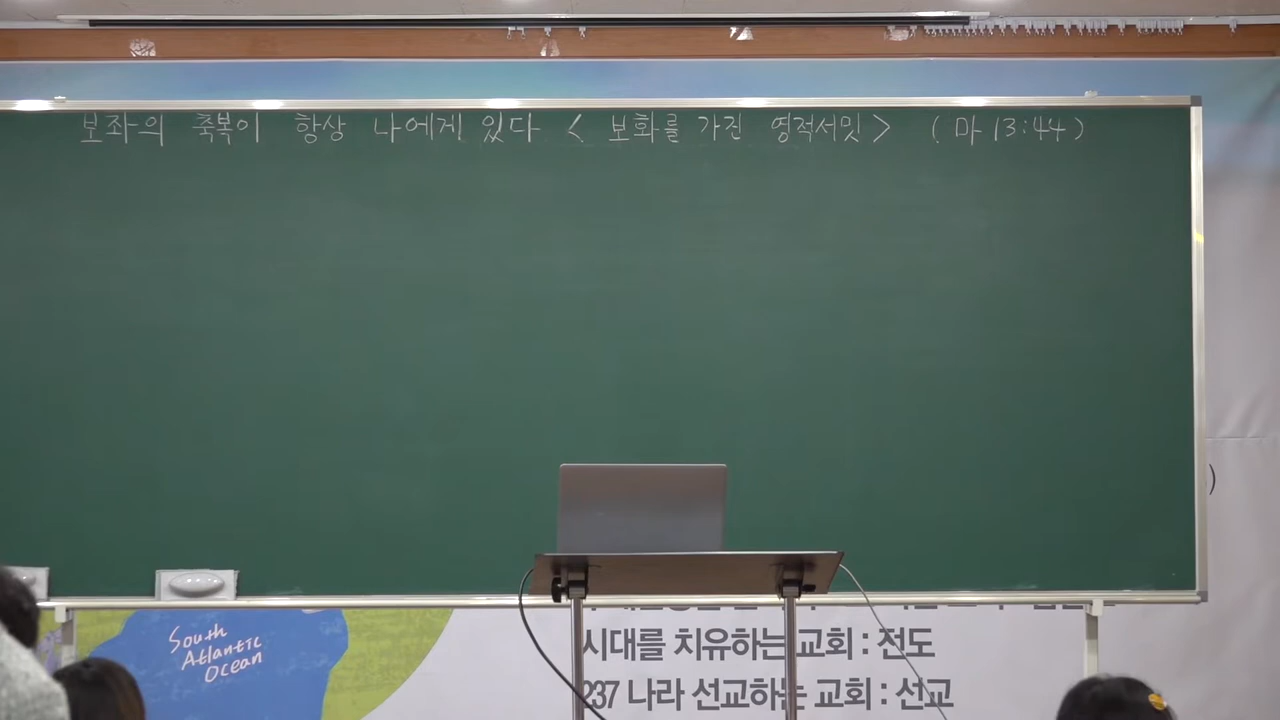 보좌의 축복이 항상 나에게 있다 < 보화를 가진 영적서밋 > (마 13:44)
South
Atlantic
Ocean
시대를 치유하는 교회 : 전도
237 나라 선교하는 교회 : 선교